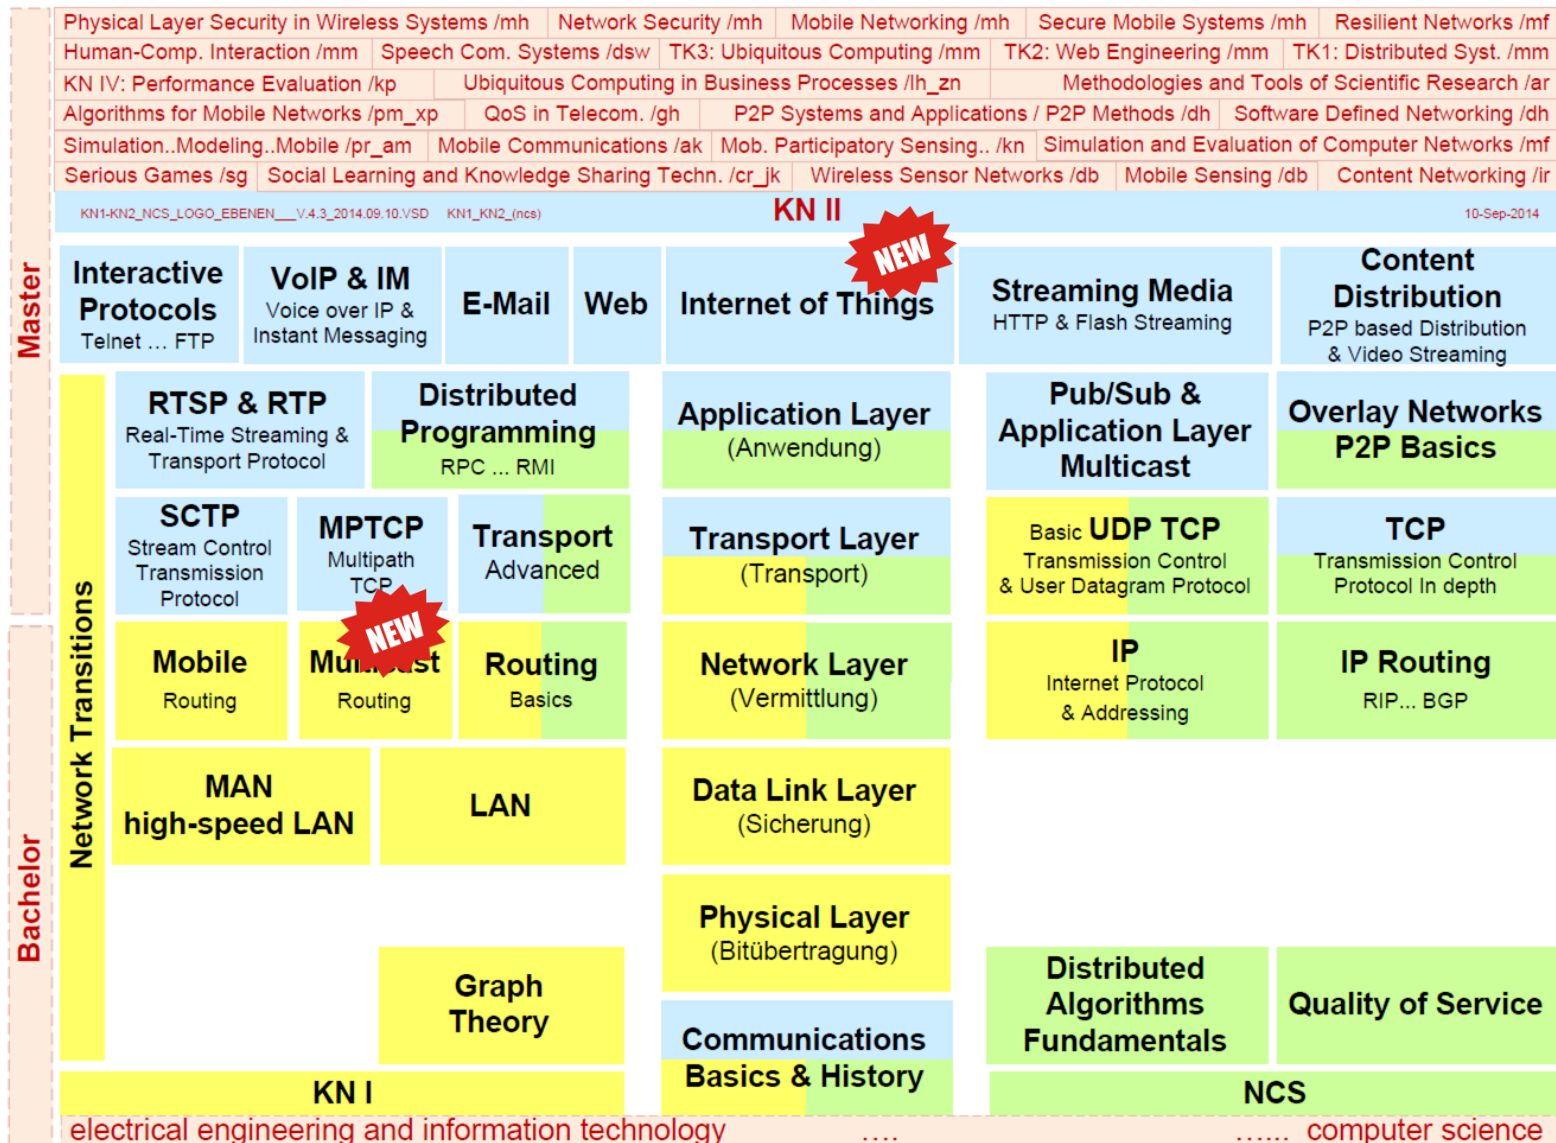 Physical Layer Security in Wireless Systems /mh Network Security /mh Mobile Networking /mh Secure Mobile Systems /mh Resilient Networks /mf
Human-Comp. Interaction /mm Speech Com. Systems /dsw TK3: Ubiquitous Computing /mm TK2: Web Engineering /mm TK1: Distributed Syst. /mm
KN IV: Performance Evaluation /kp Ubiquitous Computing in Business Processes /lh_zn Methodologies and Tools of Scientific Research /ar
Algorithms for Mobile Networks /pm_xp QoS in Telecom. /gh P2P Systems and Applications / P2P Methods /dh Software Defined Networking /dh
Simulation..Modeling..Mobile /pr_am Mobile Communications /ak Mob. Participatory Sensing.. /kn Simulation and Evaluation of Computer Networks /mf
Serious Games /sg Social Learning and Knowledge Sharing Techn. /cr_jk Wireless Sensor Networks /db Mobile Sensing /db Content Networking /ir
KN1-KN2_NCS_LOGO_EBENEN___V.4.3_2014.09.10.VSD KN1_KN2_(ncs) KN II 10-Sep-2014
Master
Interactive
Protocols
Telnet ... FTP
VoIP & IM
Voice over IP &
Instant Messaging
E-Mail
Web
NEW
Internet of Things
Streaming Media
HTTP & Flash Streaming
Content
Distribution
P2P based Distribution
& Video Streaming
Network Transitions
RTSP & RTP
Real-Time Streaming &
Transport Protocol
Distributed
Programming
RPC ... RMI
Application Layer
(Anwendung)
Pub/Sub &
Application Layer
Multicast
Overlay Networks
P2P Basics
SCTP
Stream Control
Transmission
Protocol
MPTCP
Multipath
TCP
NEW
Transport
Advanced
Transport Layer
(Transport)
Basic UDP TCP
Transmission Control
& User Datagram Protocol
TCP
Transmission Control
Protocol In depth
Bachelor
Mobile
Routing
Multicast
Routing
Routing
Basics
Network Layer
(Vermittlung)
IP
Internet Protocol
& Addressing
IP Routing
RIP... BGP
MAN
high-speed LAN
LAN
Data Link Layer
(Sicherung)
Physical Layer
(Bitübertragung)
Graph
Theory
Communications
Basics & History
Distributed
Algorithms
Fundamentals
Quality of Service
KN I
NCS
electrical engineering and information technology .... ...... computer science